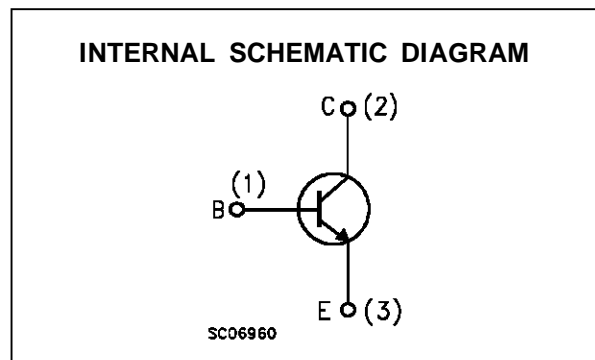 INTERNAL SCHEMATIC DIAGRAM
C (2)
(1)
B
E (3)
SC06960